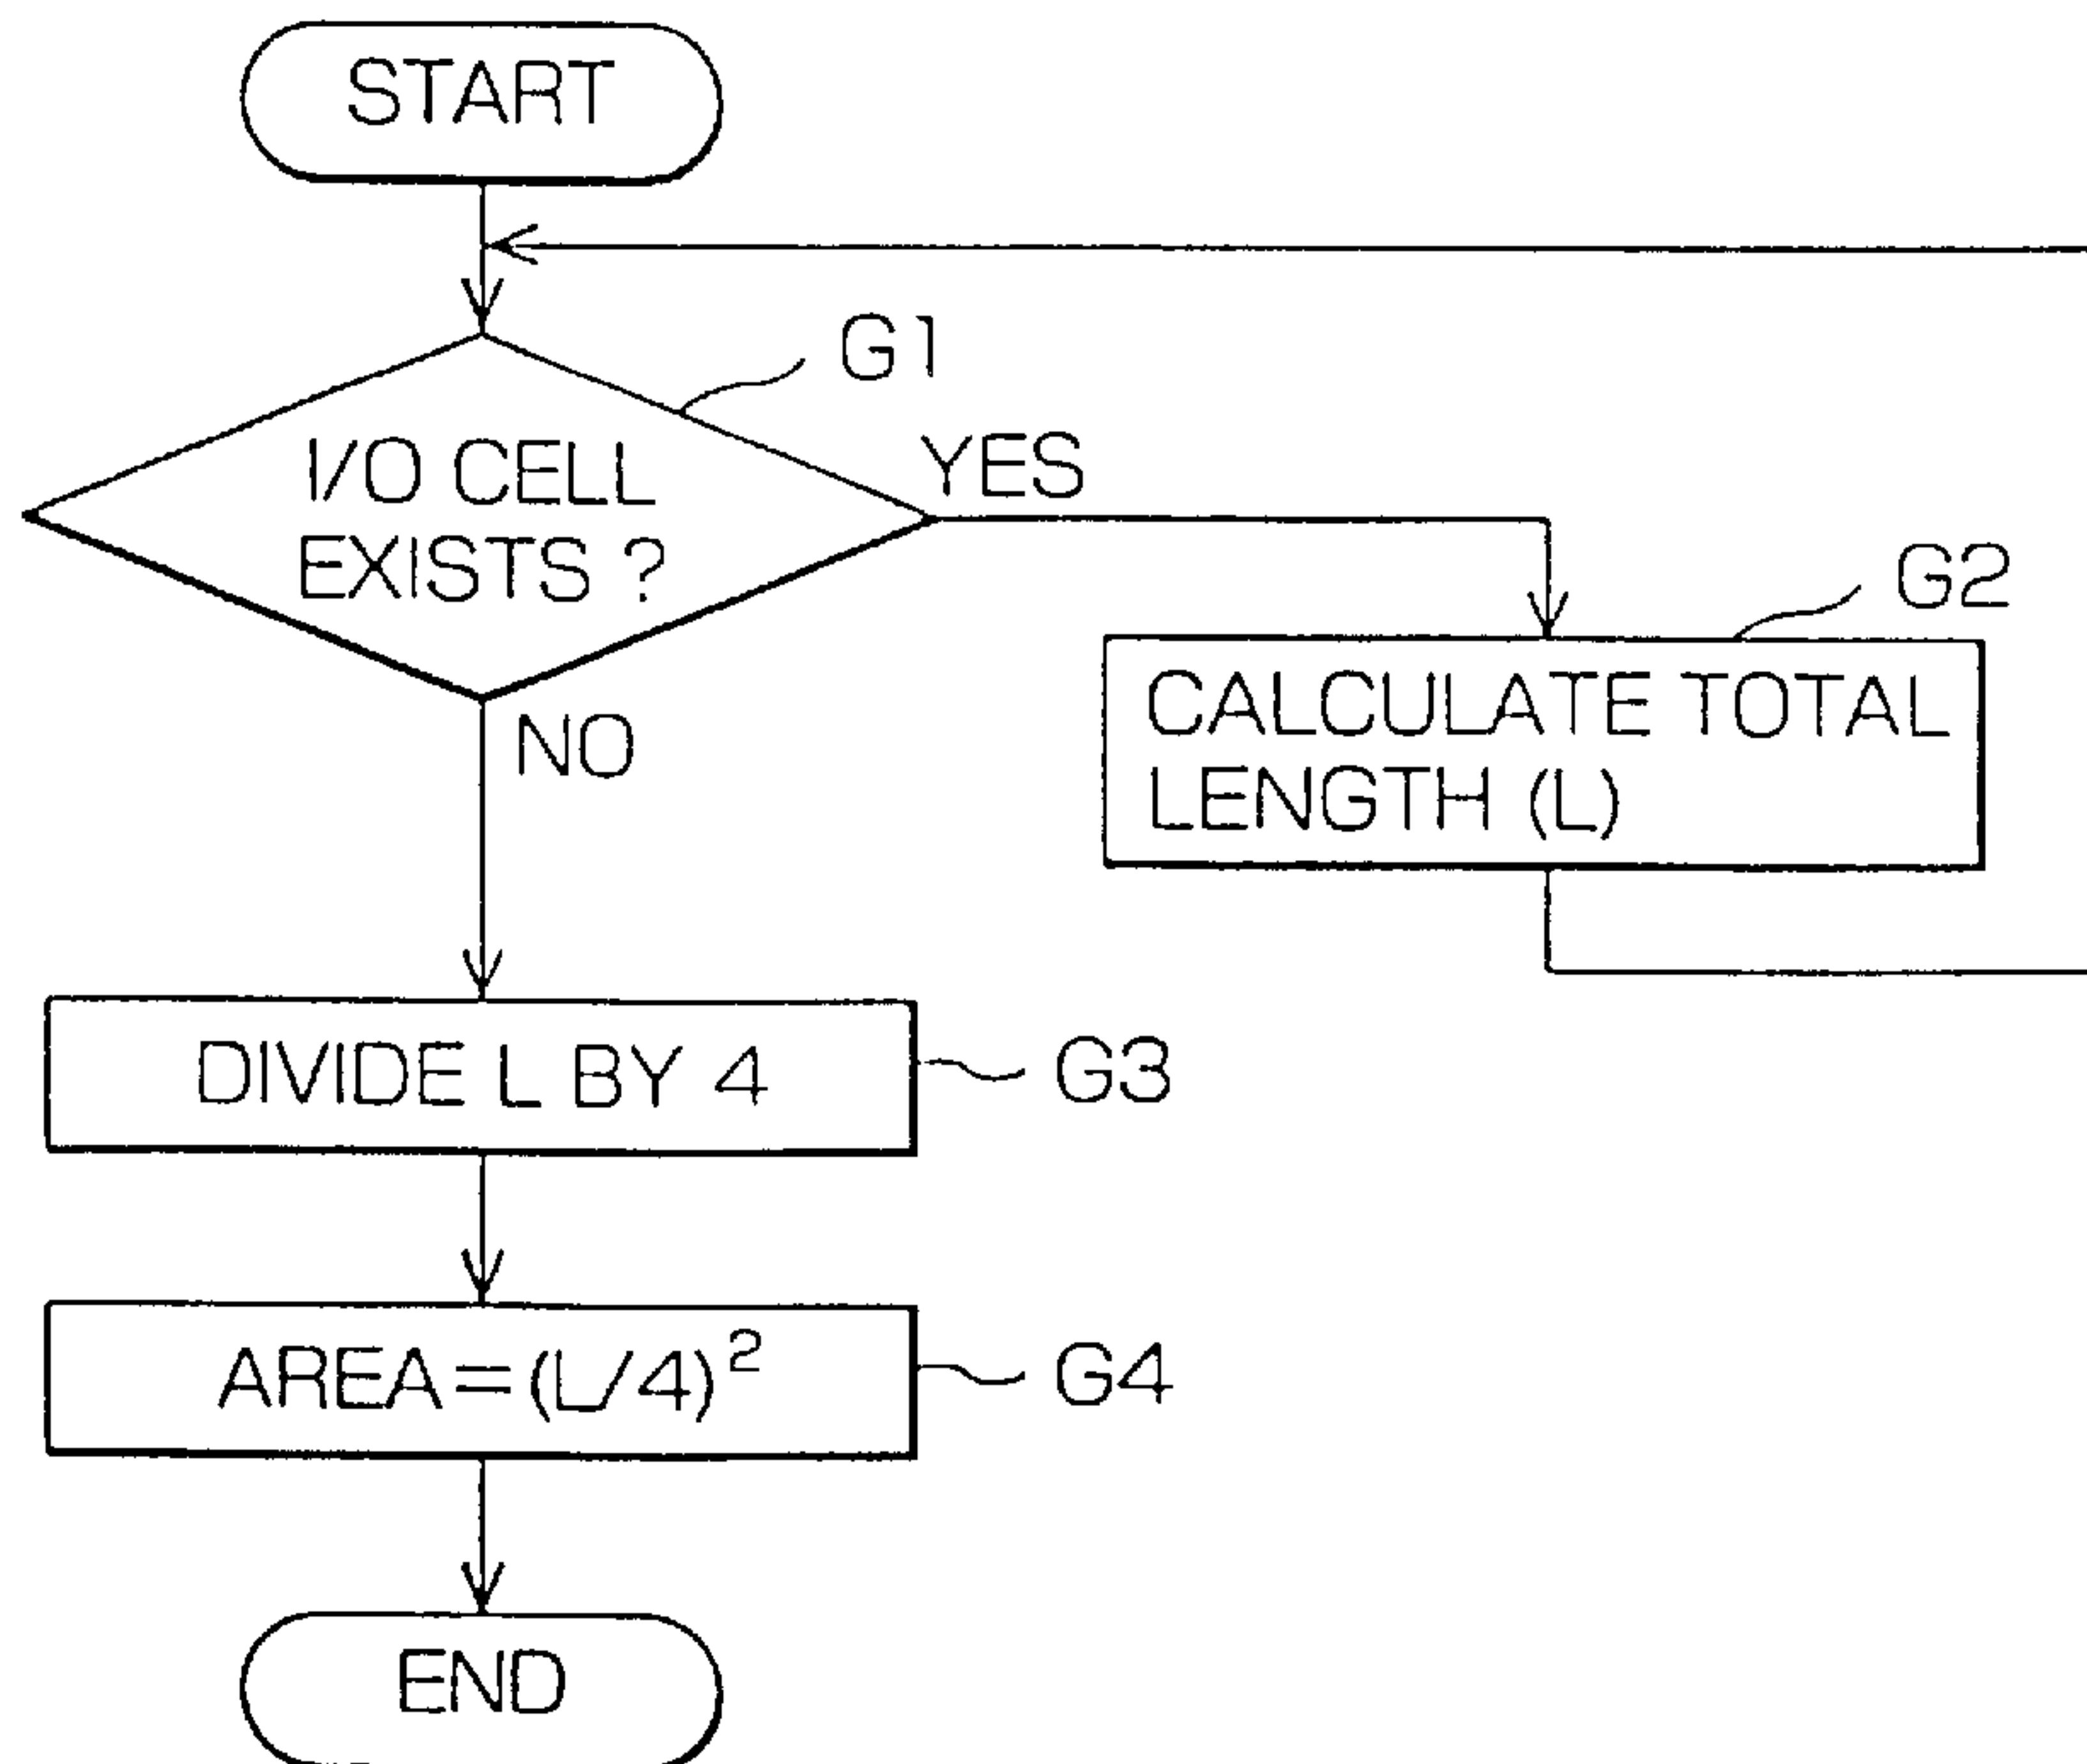 START
G1
I/O CELL
EXISTS ?
YES
G2
CALCULATE TOTAL
LENGTH (L)
NO
DIVIDE L BY 4
G3
AREA=(L/4)²
G4
END